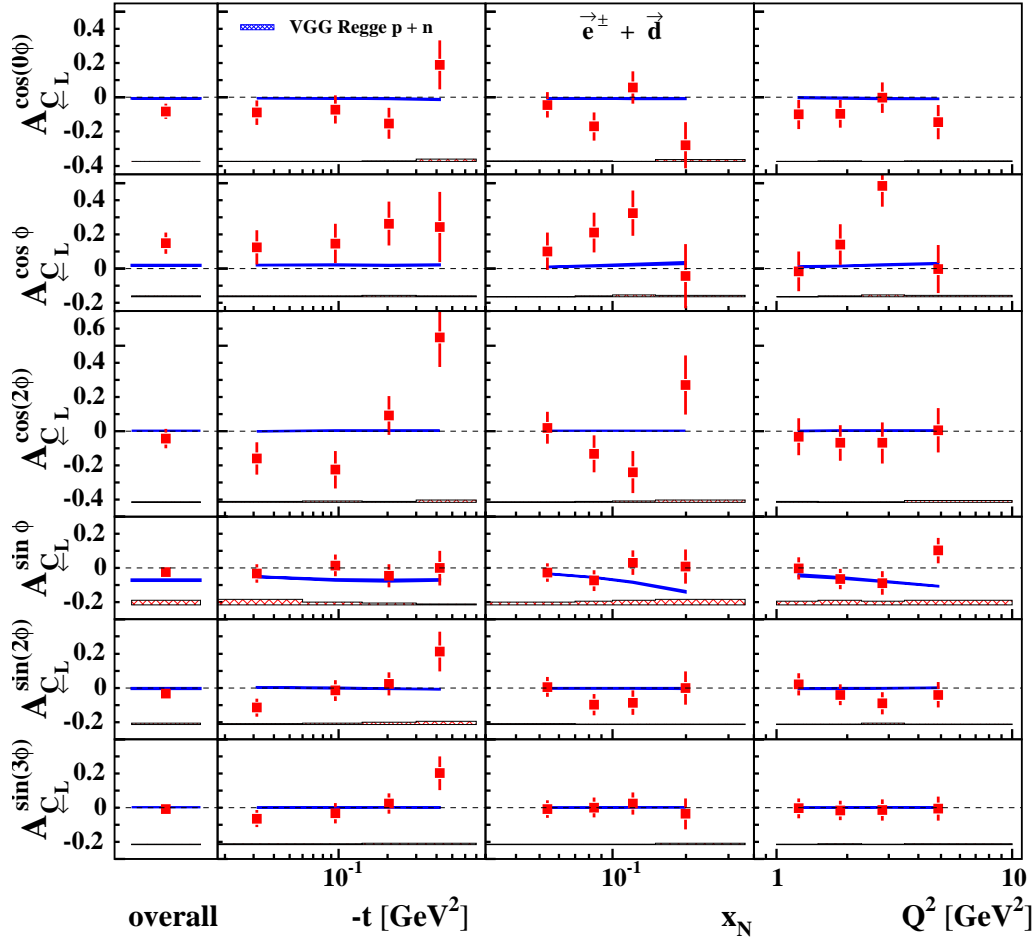 VGG Regge p + n
e± + d
A C L cos(0ϕ)
0.4
0.2
0
-0.2
-0.4
A C L cos ϕ
0.4
0.2
0
-0.2
A C L cos(2ϕ)
0.6
0.4
0.2
0
-0.2
-0.4
A C L sin ϕ
0.2
0
-0.2
A C L sin(2ϕ)
0.2
0
-0.2
A C L sin(3ϕ)
0.2
0
-0.2
10⁻¹
10⁻¹
1
10
overall
-t [GeV²]
x_N
Q² [GeV²]